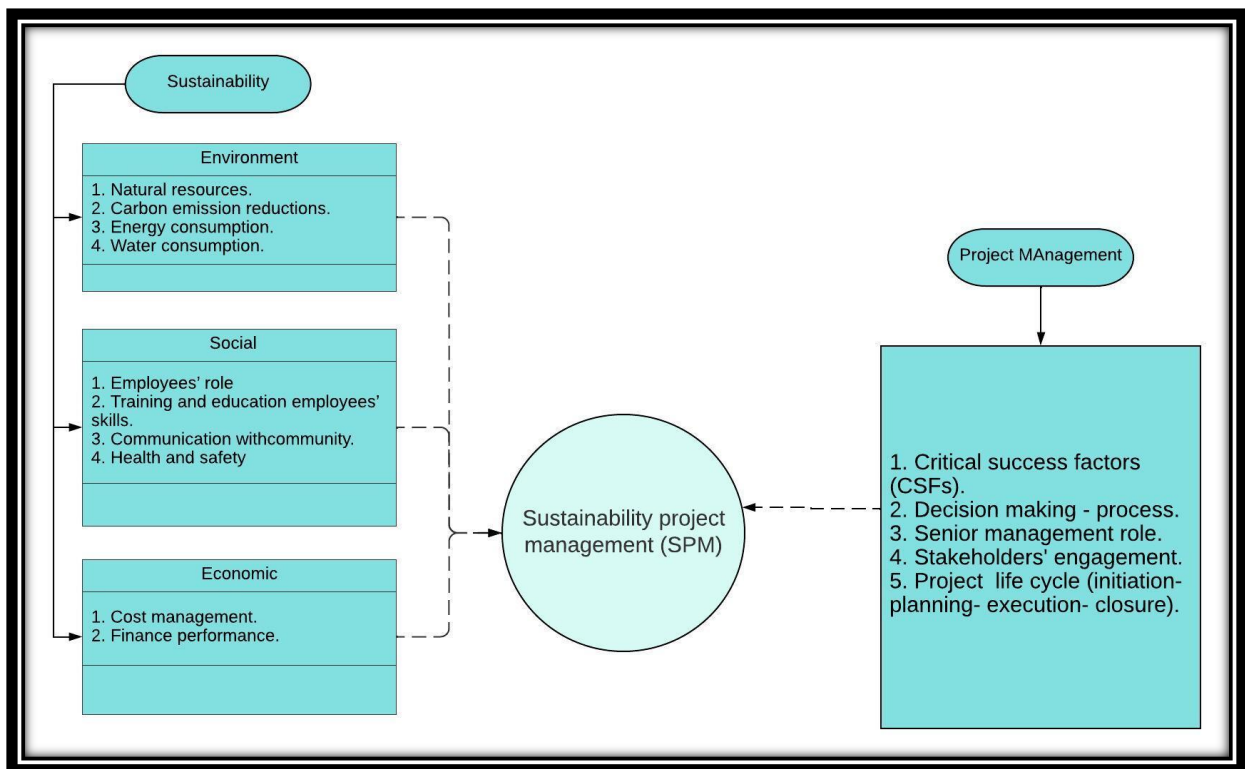 Sustainability
Environment
1. Natural resources.
2. Carbon emission reductions.
3. Energy consumption.
4. Water consumption.
Social
1. Employees' role
2. Training and education employees'
skills.
3. Communication withcommunity.
4. Health and safety
Economic
1. Cost management.
2. Finance performance.
Sustainability project
management (SPM)
Project MAnagement
1. Critical success factors
(CSFs).
2. Decision making - process.
3. Senior management role.
4. Stakeholders' engagement.
5. Project  life cycle (initiation-
planning- execution- closure).